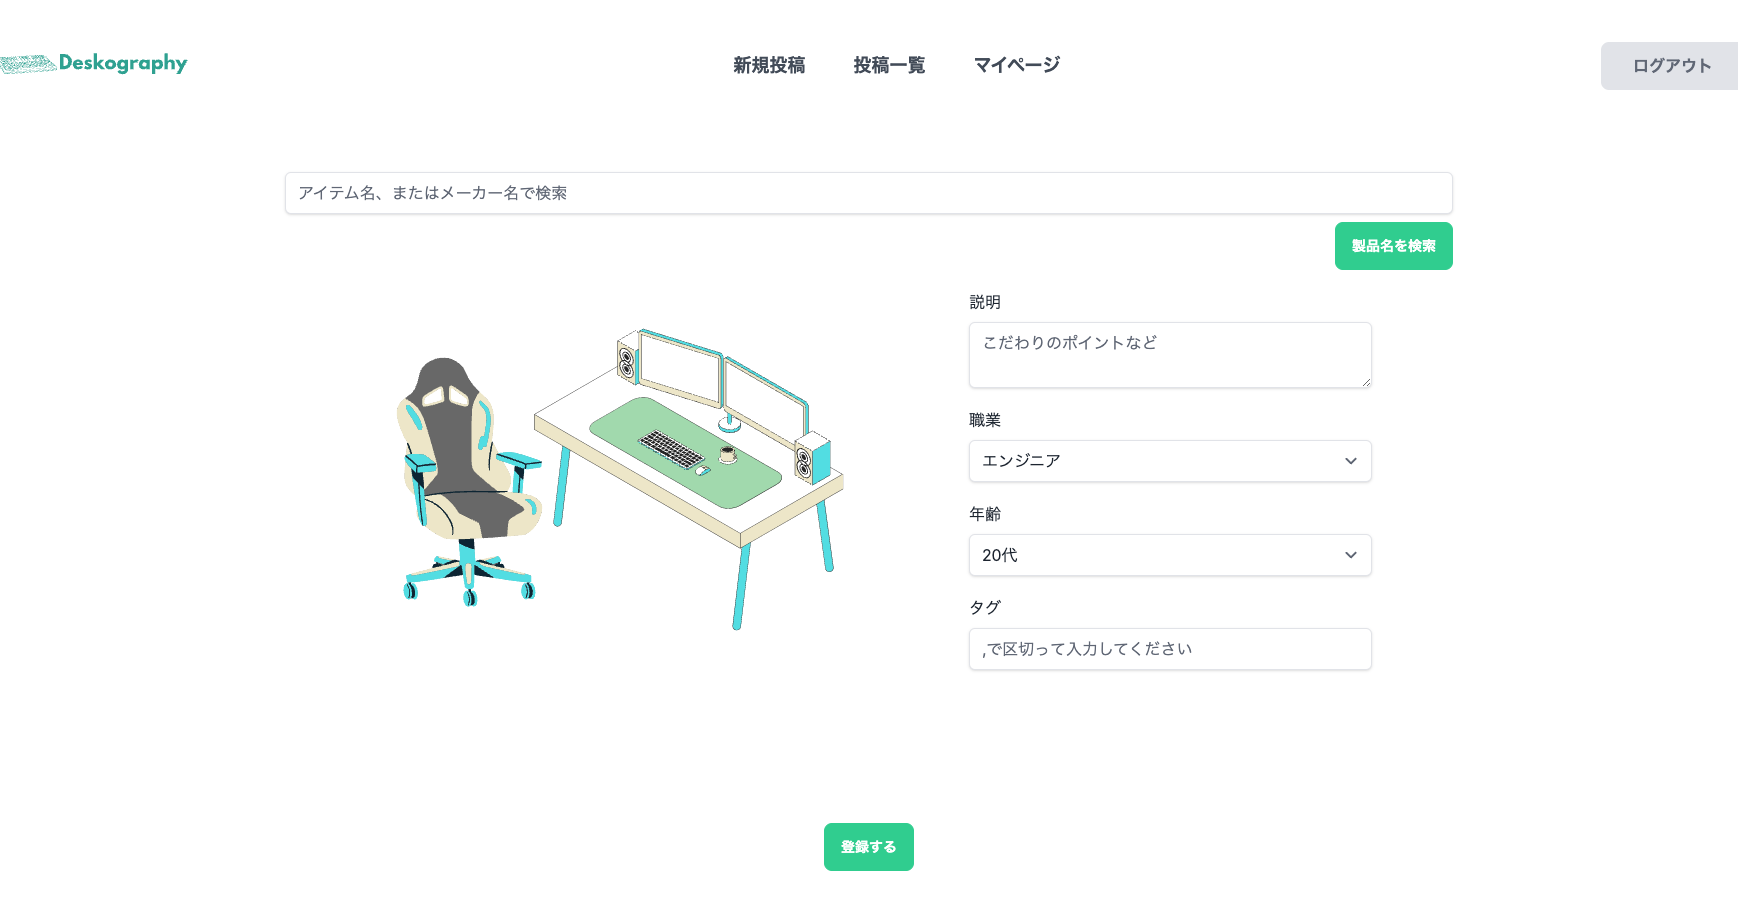 Deskography
新規投稿
投稿一覧
マイページ
ログアウト
アイテム名、またはメーカー名で検索
製品名を検索
説明
こだわりのポイントなど
職業
エンジニア
年齢
20代
タグ
,で区切って入力してください
登録する